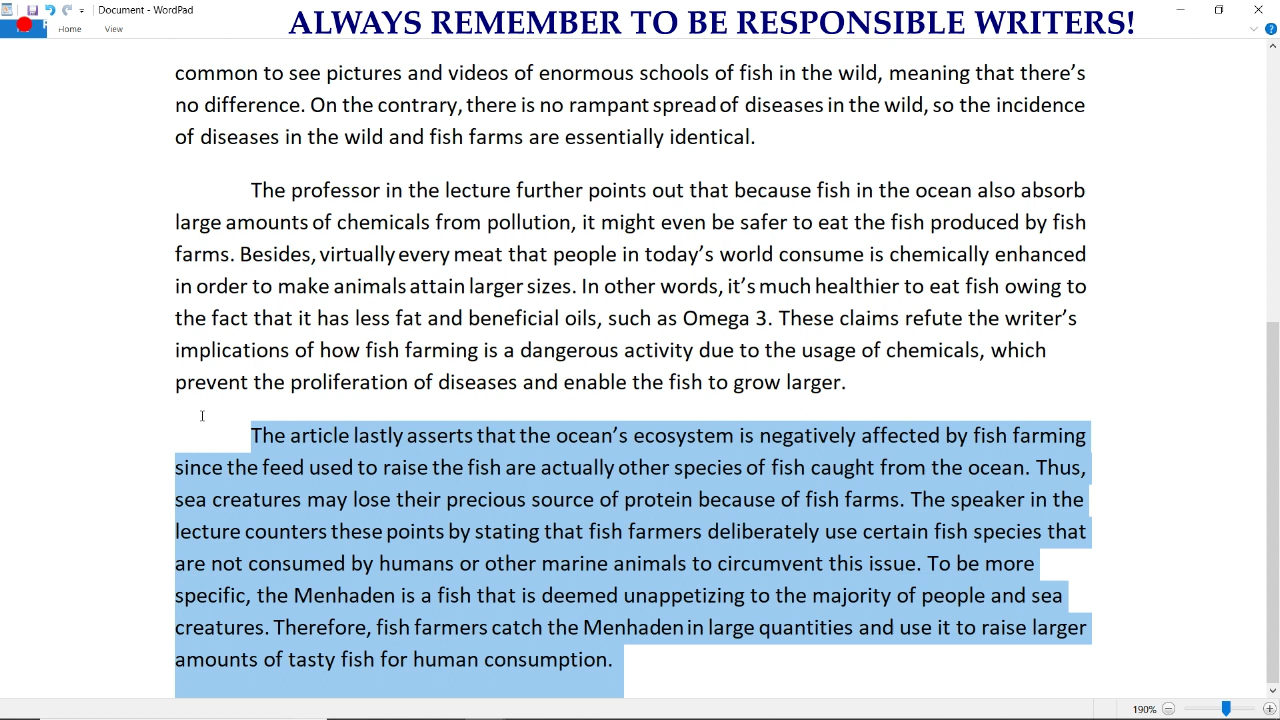 Document - WordPad
ALWAYS REMEMBER TO BE RESPONSIBLE WRITERS!
Home View
common to see pictures and videos of enormous schools of fish in the wild, meaning that there's
no difference. On the contrary, there is no rampant spread of diseases in the wild, so the incidence
of diseases in the wild and fish farms are essentially identical.
The professor in the lecture further points out that because fish in the ocean also absorb
large amounts of chemicals from pollution, it might even be safer to eat the fish produced by fish
farms. Besides, virtually every meat that people in today's world consume is chemically enhanced
in order to make animals attain larger sizes. In other words, it's much healthier to eat fish owing to
the fact that it has less fat and beneficial oils, such as Omega 3. These claims refute the writer's
implications of how fish farming is a dangerous activity due to the usage of chemicals, which
prevent the proliferation of diseases and enable the fish to grow larger.
The article lastly asserts that the ocean's ecosystem is negatively affected by fish farming
since the feed used to raise the fish are actually other species of fish caught from the ocean. Thus,
sea creatures may lose their precious source of protein because of fish farms. The speaker in the
lecture counters these points by stating that fish farmers deliberately use certain fish species that
are not consumed by humans or other marine animals to circumvent this issue. To be more
specific, the Menhaden is a fish that is deemed unappetizing to the majority of people and sea
creatures. Therefore, fish farmers catch the Menhaden in large quantities and use it to raise larger
amounts of tasty fish for human consumption.
190%